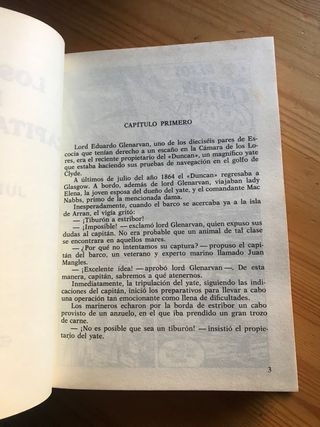 CAPÍTULO PRIMERO
Lord Eduardo Glenarvan, uno de los dieciséis pares de Es-
cocia que tenían derecho a un escaño en la Cámara de los Lo-
res, era el reciente propietario del «Duncan», un magnífico yate
que estaba haciendo sus pruebas de navegación en el golfo de
Clyde.
A últimos de julio del año 1864 el «Duncan» regresaba a
Glasgow. A bordo, además de lord Glenarvan, viajaban lady
Elena, la joven esposa del dueño del yate, y el comandante Mac
Nabbs, primo de la mencionada dama.
Inesperadamente, cuando el barco se acercaba ya a la isla
de Arran, el vigía gritó:
— ¡Tiburón a estribor!
— ¡Imposible! — exclamó lord Glenarvan, quien expuso sus
dudas al capitán. No era probable que un animal de tal clase
se encontrara en aquellos mares.
— ¿Por qué no intentamos su captura? — propuso el capi-
tán del barco, un veterano y experto marino llamado Juan
Mangles.
— ¡Excelente idea! — aprobó lord Glenarvan —. De esta
manera, capitán, sabremos a qué atenernos.
Inmediatamente, la tripulación del yate, siguiendo las indi-
caciones del capitán, inició los preparativos para llevar a cabo
una operación tan emocionante como llena de dificultades.
Los marineros echaron por la borda de estribor un cabo
provisto de un anzuelo, en el que iba prendido un gran trozo
de carne.
— ¡No es posible que sea un tiburón! — insistió el propie-
tario del yate.
3